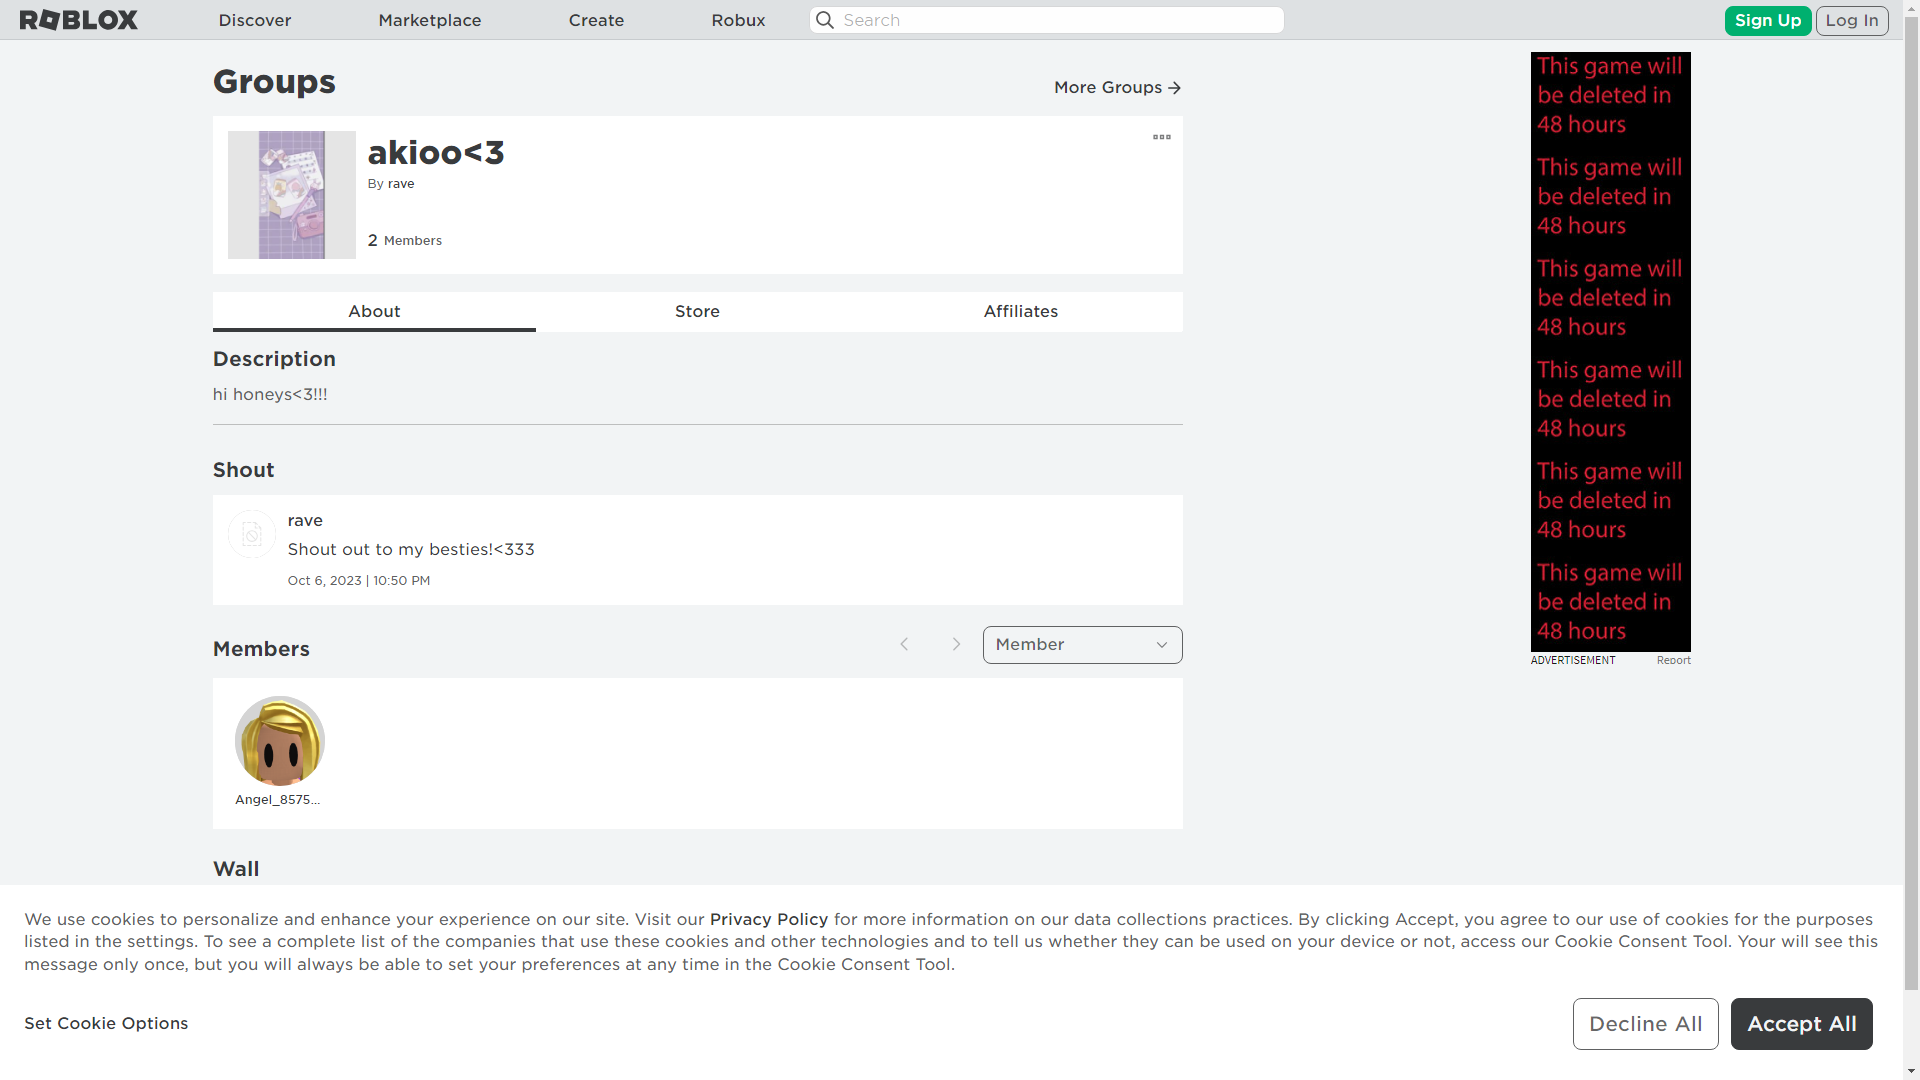 ROBLOX
Discover
Marketplace
Create
Robux
Search
Sign Up
Log In
Groups
More Groups
akioo<3
By rave
2 Members
About
Store
Affiliates
Description
hi honeys<3!!!
Shout
rave
Shout out to my besties!<333
Oct 6, 2023 | 10:50 PM
Members
Member
Angel_8575...
Wall
This game will
be deleted in
48 hours
This game will
be deleted in
48 hours
This game will
be deleted in
48 hours
This game will
be deleted in
48 hours
This game will
be deleted in
48 hours
This game will
be deleted in
48 hours
ADVERTISEMENT
Report
We use cookies to personalize and enhance your experience on our site. Visit our Privacy Policy for more information on our data collections practices. By clicking Accept, you agree to our use of cookies for the purposes
listed in the settings. To see a complete list of the companies that use these cookies and other technologies and to tell us whether they can be used on your device or not, access our Cookie Consent Tool. Your will see this
message only once, but you will always be able to set your preferences at any time in the Cookie Consent Tool.
Set Cookie Options
Decline All
Accept All